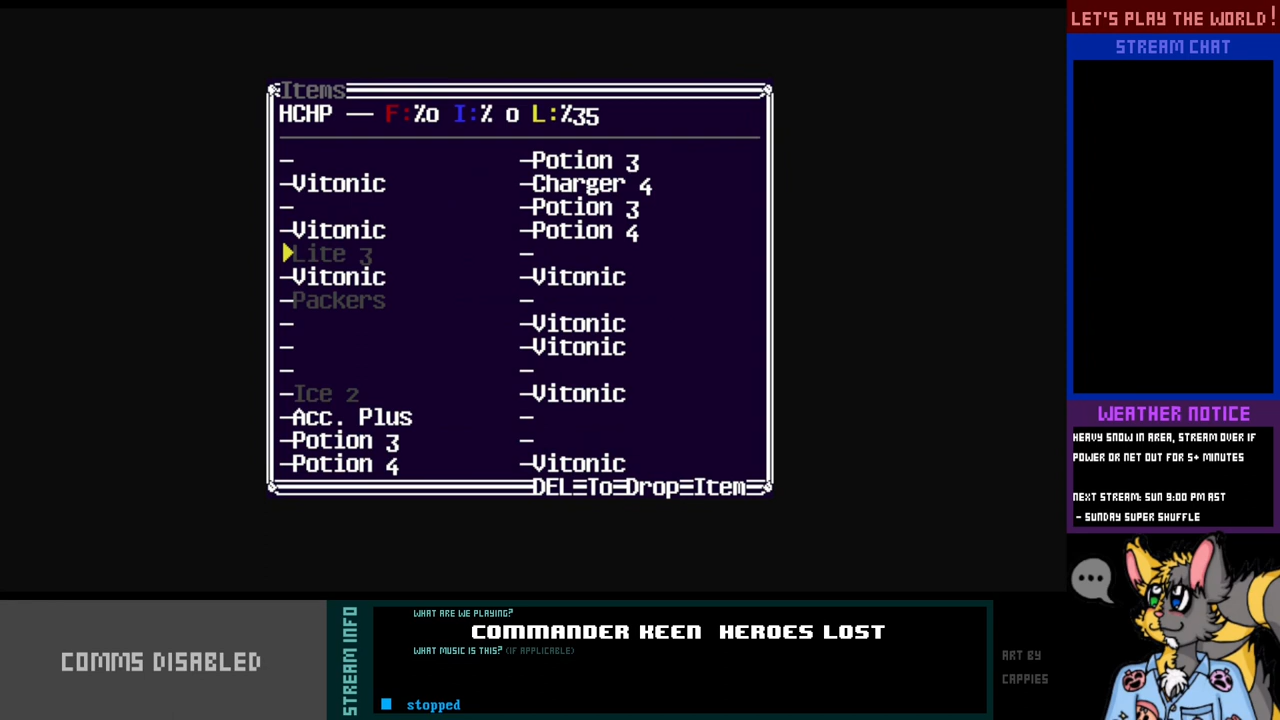 Items
HCHP — F:%0 I:% 0 L:%35
—
—Vitonic
—
—Vitonic
Lite 3
—Vitonic
—Packers
—
—
—
—Ice 2
—Acc. Plus
—Potion 3
—Potion 4
—Potion 3
—Charger 4
—Potion 3
—Potion 4
—
—Vitonic
—
—Vitonic
—Vitonic
—
—Vitonic
—
—
—Vitonic
DEL=To=Drop=Item=
LET'S PLAY THE WORLD!
STREAM CHAT
WEATHER NOTICE
HEAVY SNOW IN AREA, STREAM OVER IF
POWER OR NET OUT FOR 5+ MINUTES
NEXT STREAM: SUN 9:00 PM AST
- SUNDAY SUPER SHUFFLE
...
COMMS DISABLED
STREAM INFO
WHAT ARE WE PLAYING?
COMMANDER KEEN HEROES LOST
WHAT MUSIC IS THIS? (IF APPLICABLE)
stopped
ART BY
CAPPIES